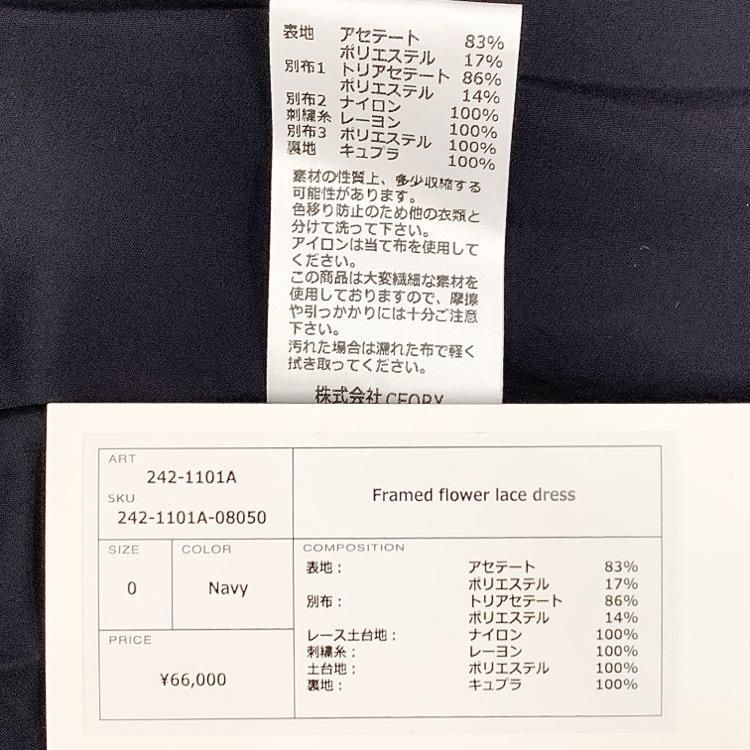 表地 アセテート 83%
ポリエステル 17%
別布1 トリアセテート 86%
ポリエステル 14%
別布2 ナイロン 100%
刺繍糸 レーヨン 100%
別布3 ポリエステル 100%
裏地 キュプラ 100%
素材の性質上、多少収縮する
可能性があります。
色移り防止のため他の衣類と
分けて洗って下さい。
アイロンは当て布を使用して
ください。
この商品は大変繊細な素材を
使用しておりますので、摩擦
や引っかかりには十分ご注意
下さい。
汚れた場合は濡れた布で軽く
拭き取ってください。
株式会社 CFORY
ART
242-1101A
SKU
242-1101A-08050
Framed flower lace dress
SIZE
0
COLOR
Navy
PRICE
¥66,000
COMPOSITION
表地: アセテート 83%
ポリエステル 17%
別布: トリアセテート 86%
ポリエステル 14%
レース土台地: ナイロン 100%
刺繍糸: レーヨン 100%
土台地: ポリエステル 100%
裏地: キュプラ 100%